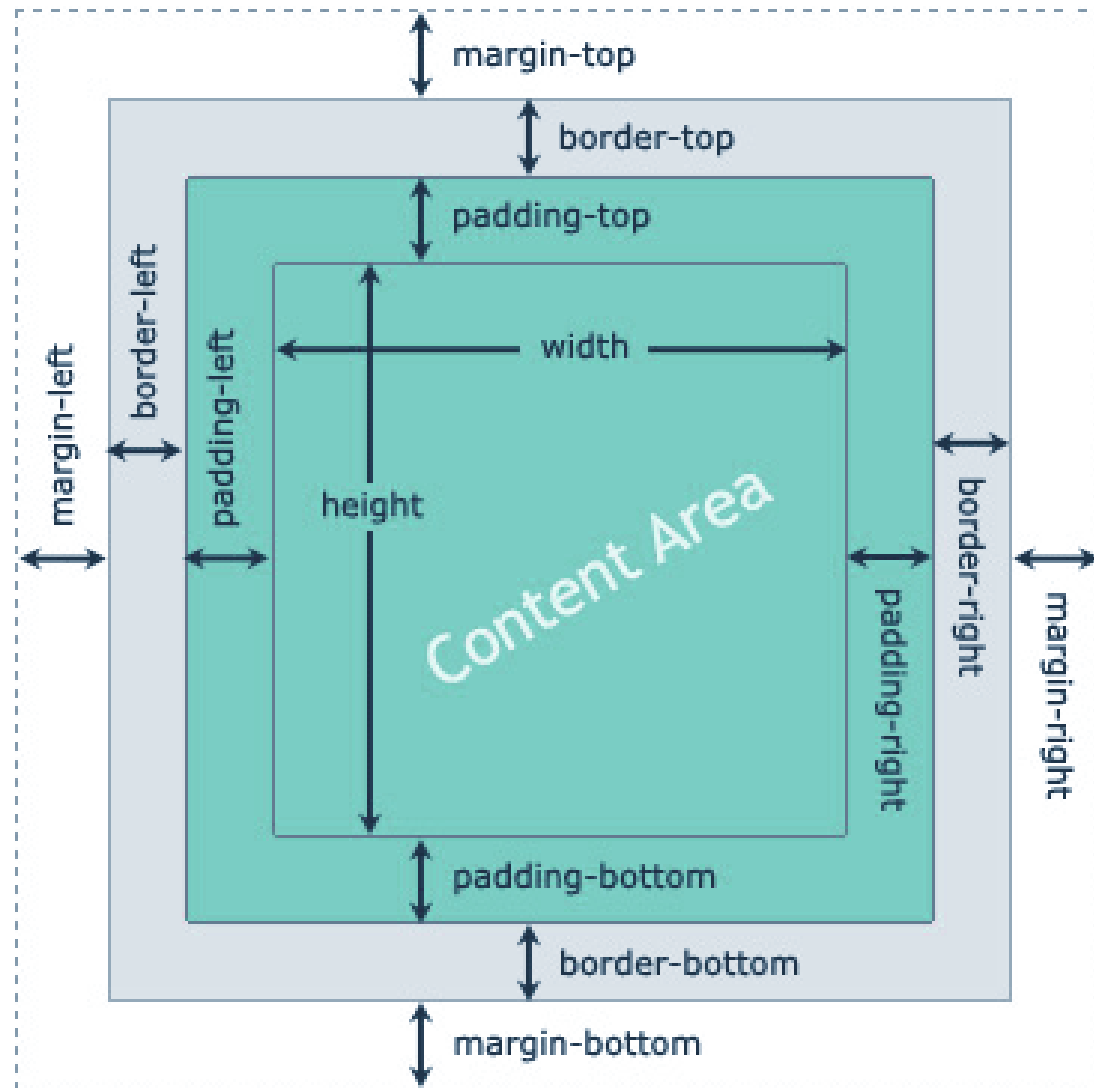 margin-top
border-top
padding-top
border-left
margin-left
padding-left
width
height
Content Area
border-right
padding-right
margin-right
padding-bottom
border-bottom
margin-bottom